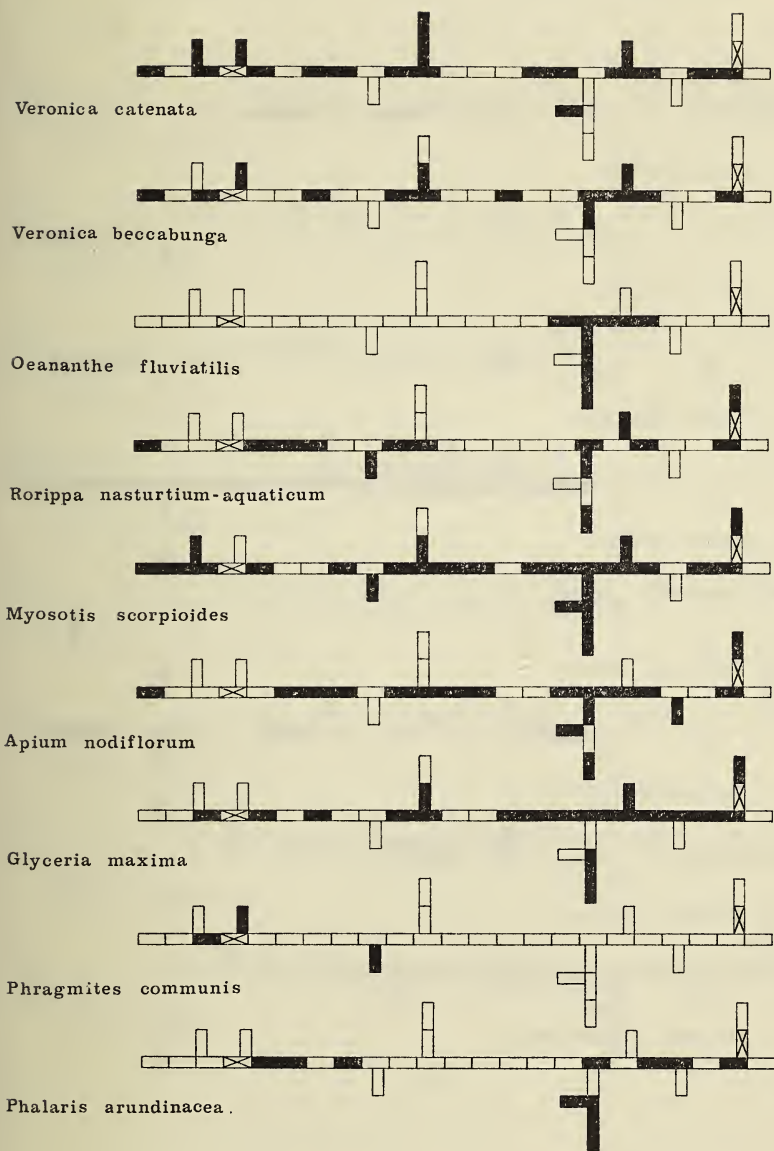 Veronica catenata
Veronica beccabunga
Oeananthe fluviatilis
Rorippa nasturtium-aquaticum
Myosotis scorpioides
Apium nodiflorum
Glyceria maxima
Phragmites communis
Phalaris arundinacea.